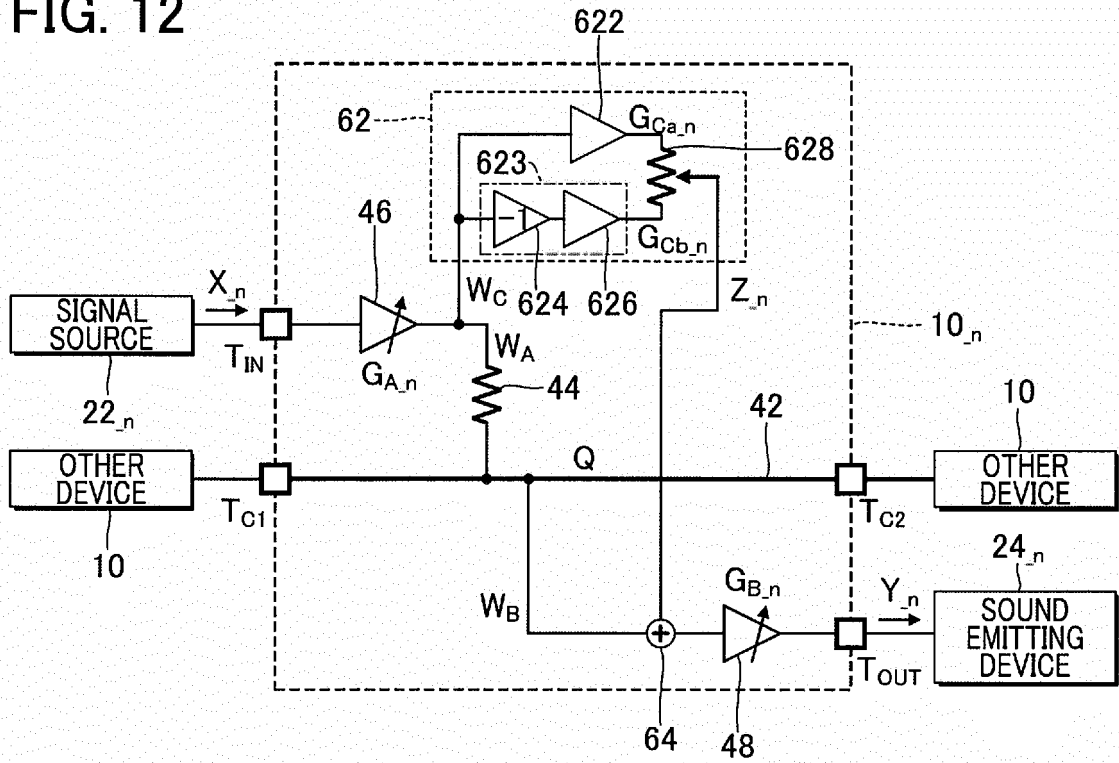 FIG. 12
622
62
G_Ca_n
628
623
−1
46
G_Cb_n
W_C
624
626
Z_n
X_n
SIGNAL
SOURCE
T_IN
W_A
10_n
G_A_n
44
22_n
42
10
OTHER
DEVICE
Q
OTHER
DEVICE
T_C1
T_C2
10
24_n
G_B_n
W_B
Y_n
SOUND
EMITTING
DEVICE
T_OUT
64
48